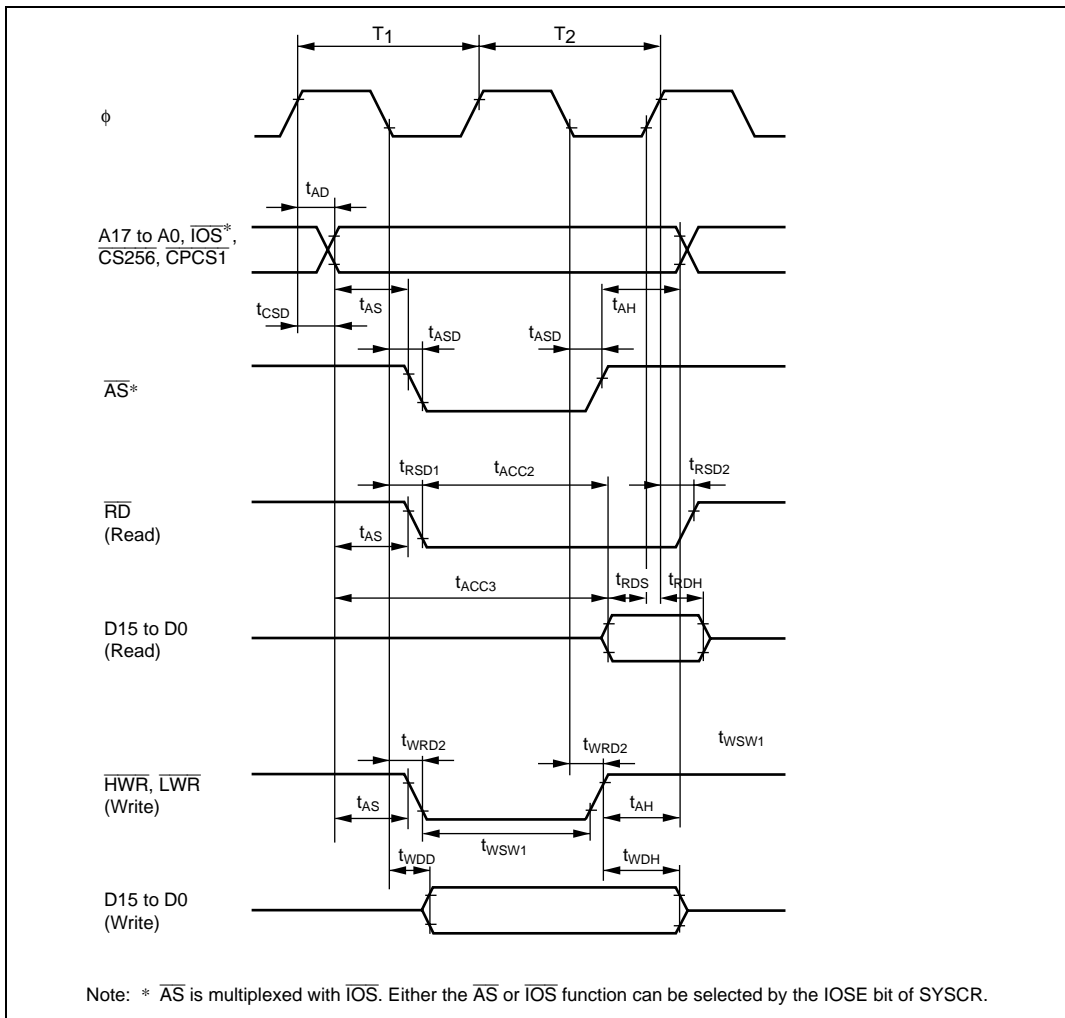 T1 T2
φ
tAD
A17 to A0, IOS*,
CS256, CPCS1
tAS tAH
tCSD
tASD tASD
AS*
tRSD1 tACC2 tRSD2
RD
(Read)
tAS
tACC3 tRDS tRDH
D15 to D0
(Read)
tWRD2 tWRD2 tWSW1
HWR, LWR
(Write)
tAS tAH
tWSW1
tWDD tWDH
D15 to D0
(Write)
Note: * AS is multiplexed with IOS. Either the AS or IOS function can be selected by the IOSE bit of SYSCR.